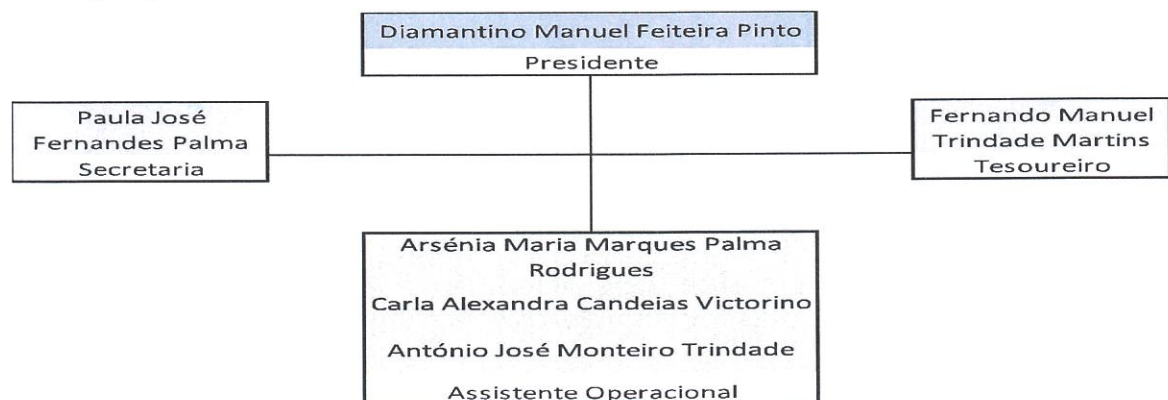 Diamantino Manuel Feiteira Pinto
Presidente
Paula José
Fernandes Palma
Secretaria
Fernando Manuel
Trindade Martins
Tesoureiro
Arsénia Maria Marques Palma
Rodrigues
Carla Alexandra Candeias Victorino
António José Monteiro Trindade
Assistente Operacional